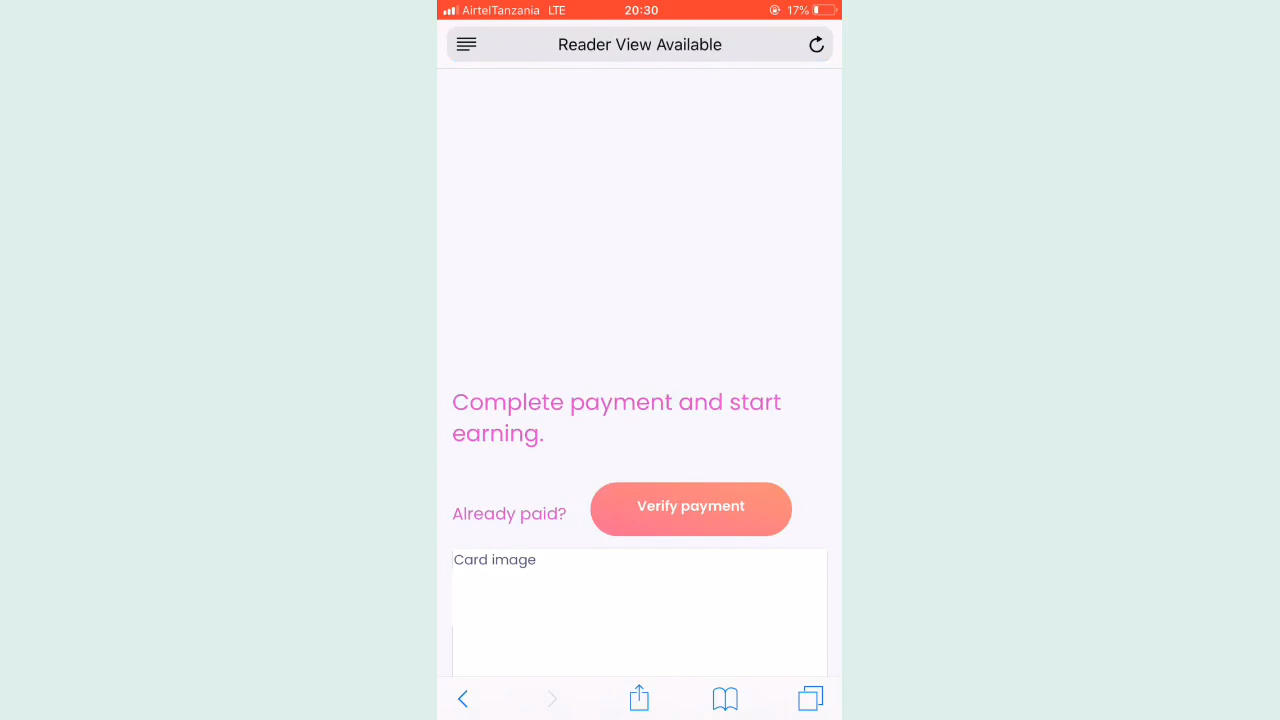 AirtelTanzania LTE 20:30 17%
Reader View Available
Complete payment and start
earning.
Already paid? Verify payment
Card image